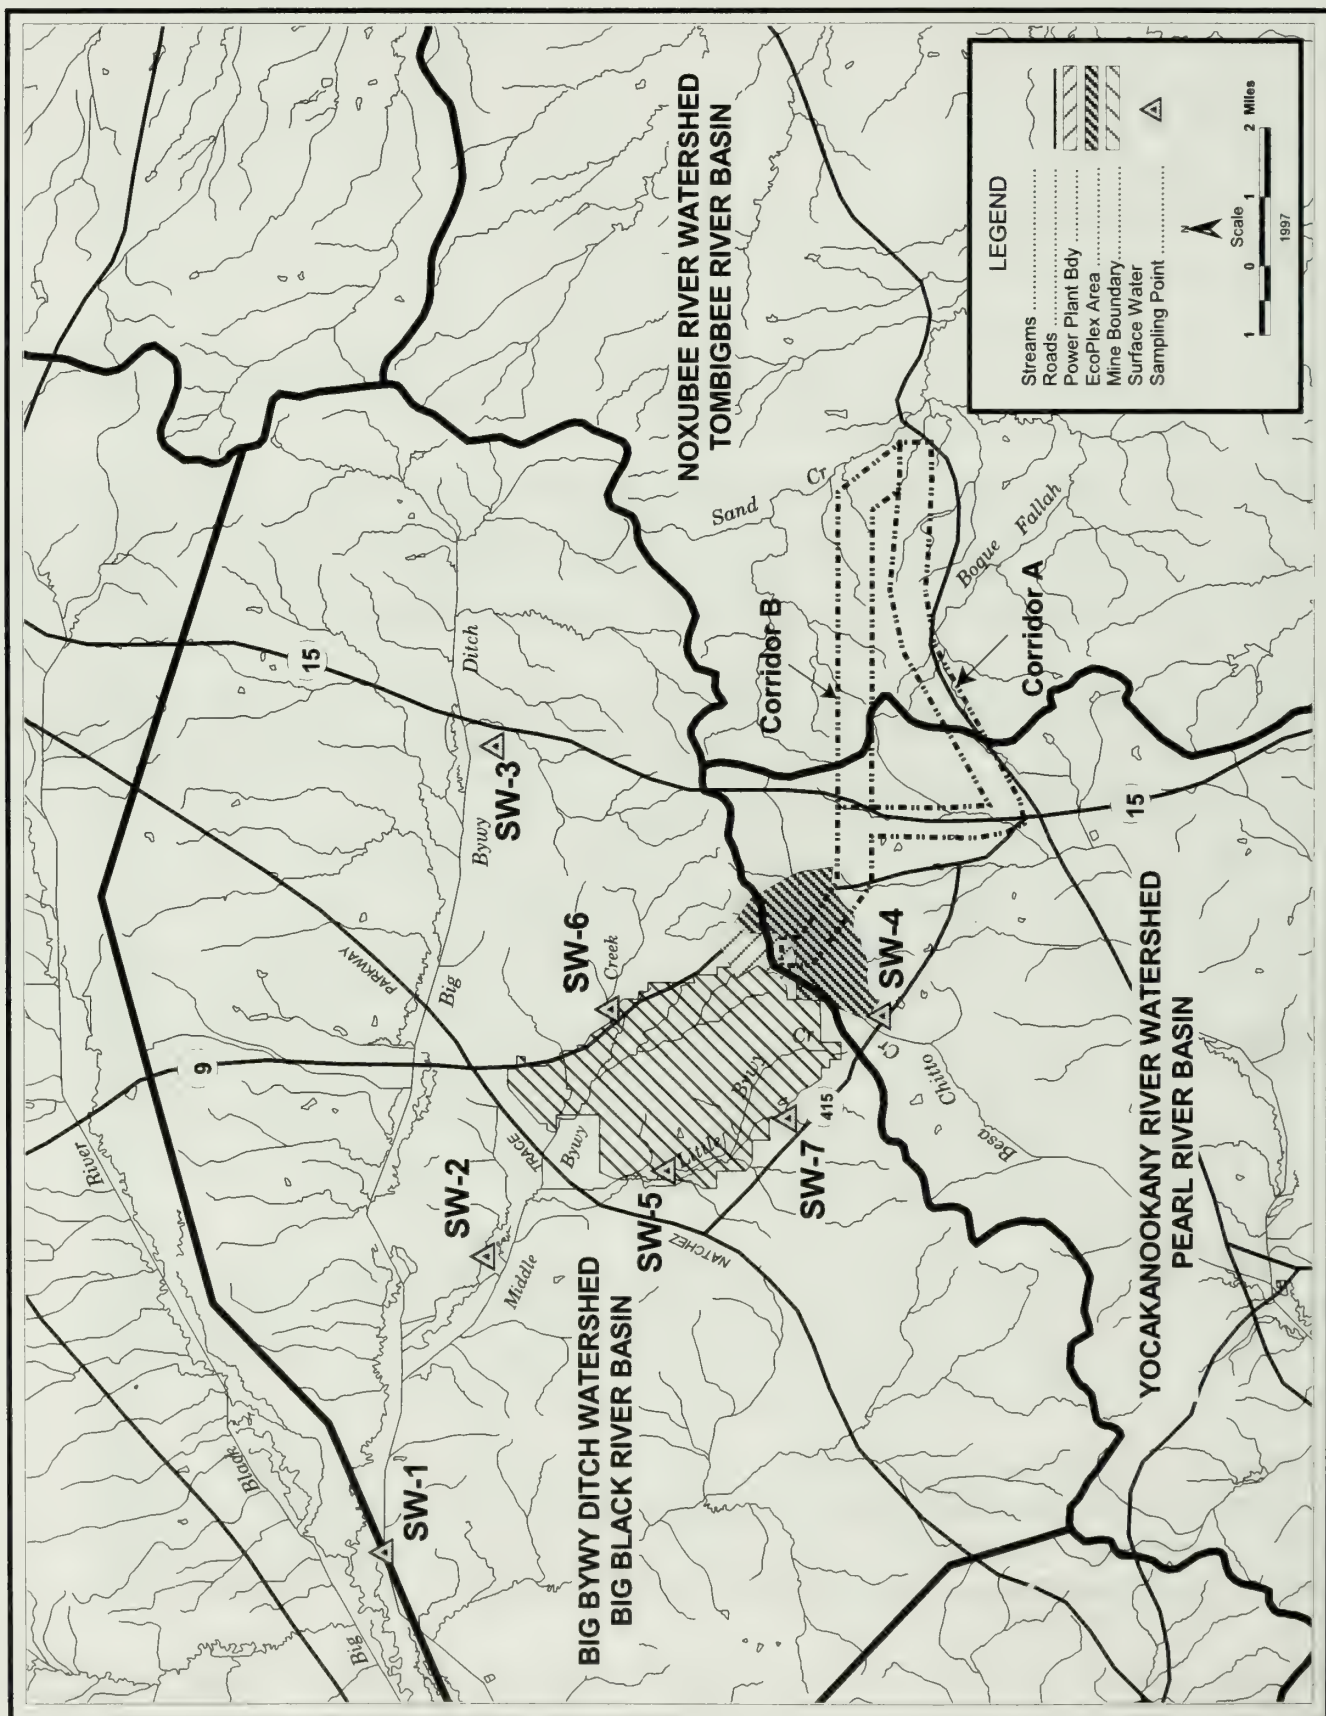 NOXUBEE RIVER WATERSHED
TOMBIGBEE RIVER BASIN
LEGEND
Streams
Roads
Power Plant Bdy
EcoPlex Area
Mine Boundary
Surface Water
Sampling Point
N
Scale
1 0 1 2 Miles
1997
15
Ditch
Bywy
Big
SW-3
PARKWAY
9
River
Black
Big
SW-1
SW-2
TRACE
Middle
Bywy
SW-6
Creek
SW-5
Little
Bywy
Cr
SW-7
NATCHEZ
415
SW-4
Cr
Chitto
Besa
Sand
Cr
Corridor B
Bogue
Fallah
Corridor A
15
BIG BYWY DITCH WATERSHED
BIG BLACK RIVER BASIN
YOCAKANOOKANY RIVER WATERSHED
PEARL RIVER BASIN